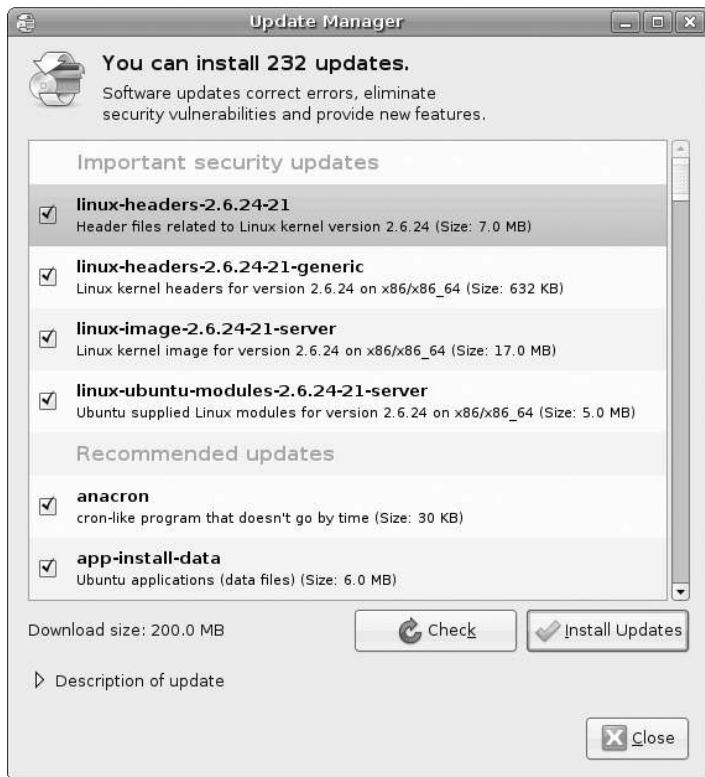 Update Manager
You can install 232 updates.
Software updates correct errors, eliminate
security vulnerabilities and provide new features.
Important security updates
linux-headers-2.6.24-21
Header files related to Linux kernel version 2.6.24 (Size: 7.0 MB)
linux-headers-2.6.24-21-generic
Linux kernel headers for version 2.6.24 on x86/x86_64 (Size: 632 KB)
linux-image-2.6.24-21-server
Linux kernel image for version 2.6.24 on x86/x86_64 (Size: 17.0 MB)
linux-ubuntu-modules-2.6.24-21-server
Ubuntu supplied Linux modules for version 2.6.24 on x86/x86_64 (Size: 5.0 MB)
Recommended updates
anacron
cron-like program that doesn't go by time (Size: 30 KB)
app-install-data
Ubuntu applications (data files) (Size: 6.0 MB)
Download size: 200.0 MB
Check
Install Updates
Description of update
Close